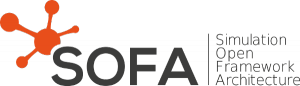 SOFA
Simulation
Open
Framework
Architecture